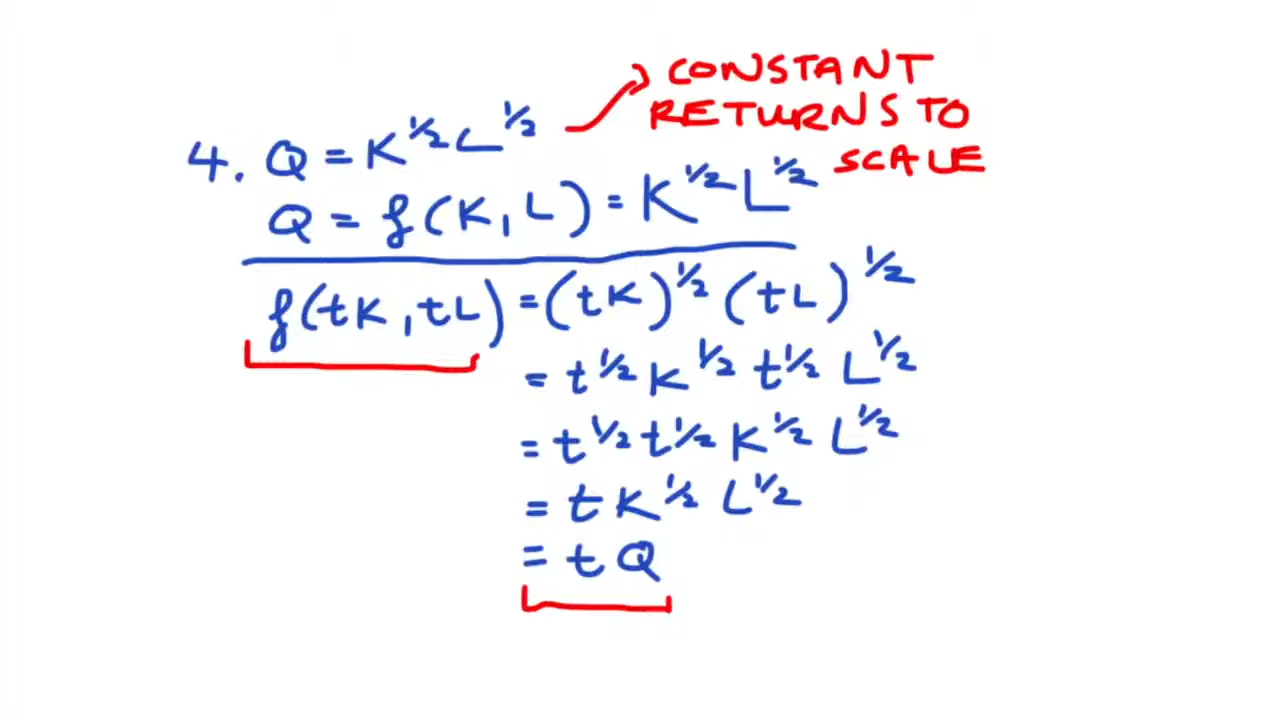 CONSTANT
RETURNS TO
SCALE
4. Q = K^1/2 L^1/2
Q = f(K, L) = K^1/2 L^1/2
f(tK, tL) = (tK)^1/2 (tL)^1/2
= t^1/2 K^1/2 t^1/2 L^1/2
= t^1/2 t^1/2 K^1/2 L^1/2
= t K^1/2 L^1/2
= t Q